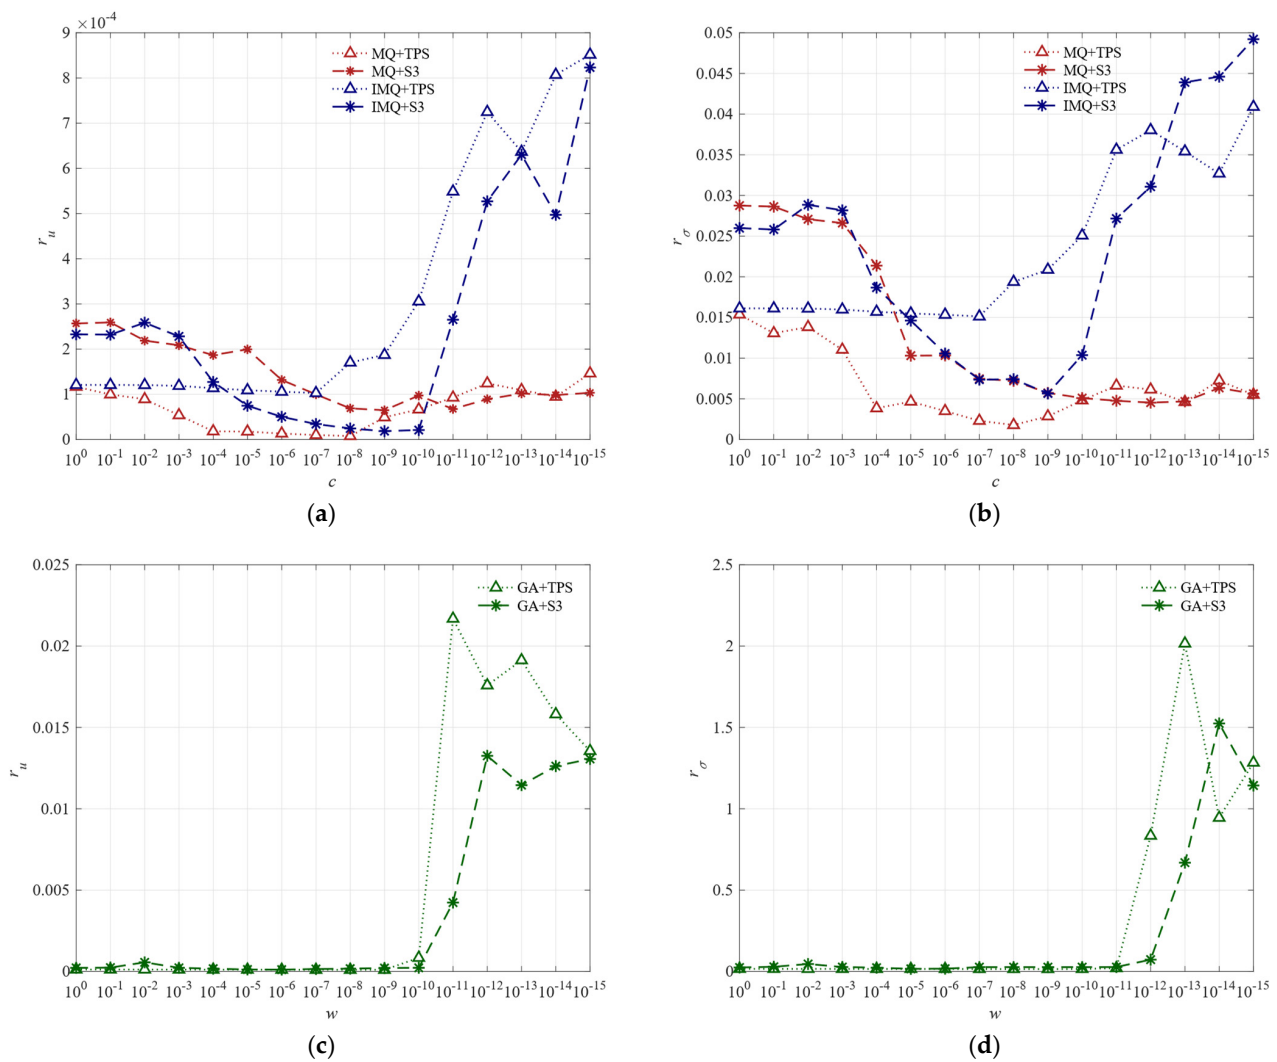 ×10⁻⁴
9
8
7
6
5
4
3
2
1
0
r_u
MQ+TPS
MQ+S3
IMQ+TPS
IMQ+S3
10⁰ 10⁻¹ 10⁻² 10⁻³ 10⁻⁴ 10⁻⁵ 10⁻⁶ 10⁻⁷ 10⁻⁸ 10⁻⁹ 10⁻¹⁰ 10⁻¹¹ 10⁻¹² 10⁻¹³ 10⁻¹⁴ 10⁻¹⁵
c
(a)
0.05
0.045
0.04
0.035
0.03
0.025
0.02
0.015
0.01
0.005
0
r_σ
MQ+TPS
MQ+S3
IMQ+TPS
IMQ+S3
10⁰ 10⁻¹ 10⁻² 10⁻³ 10⁻⁴ 10⁻⁵ 10⁻⁶ 10⁻⁷ 10⁻⁸ 10⁻⁹ 10⁻¹⁰ 10⁻¹¹ 10⁻¹² 10⁻¹³ 10⁻¹⁴ 10⁻¹⁵
c
(b)
0.025
0.02
0.015
0.01
0.005
0
r_u
GA+TPS
GA+S3
10⁰ 10⁻¹ 10⁻² 10⁻³ 10⁻⁴ 10⁻⁵ 10⁻⁶ 10⁻⁷ 10⁻⁸ 10⁻⁹ 10⁻¹⁰ 10⁻¹¹ 10⁻¹² 10⁻¹³ 10⁻¹⁴ 10⁻¹⁵
w
(c)
2.5
2
1.5
1
0.5
0
r_σ
GA+TPS
GA+S3
10⁰ 10⁻¹ 10⁻² 10⁻³ 10⁻⁴ 10⁻⁵ 10⁻⁶ 10⁻⁷ 10⁻⁸ 10⁻⁹ 10⁻¹⁰ 10⁻¹¹ 10⁻¹² 10⁻¹³ 10⁻¹⁴ 10⁻¹⁵
w
(d)